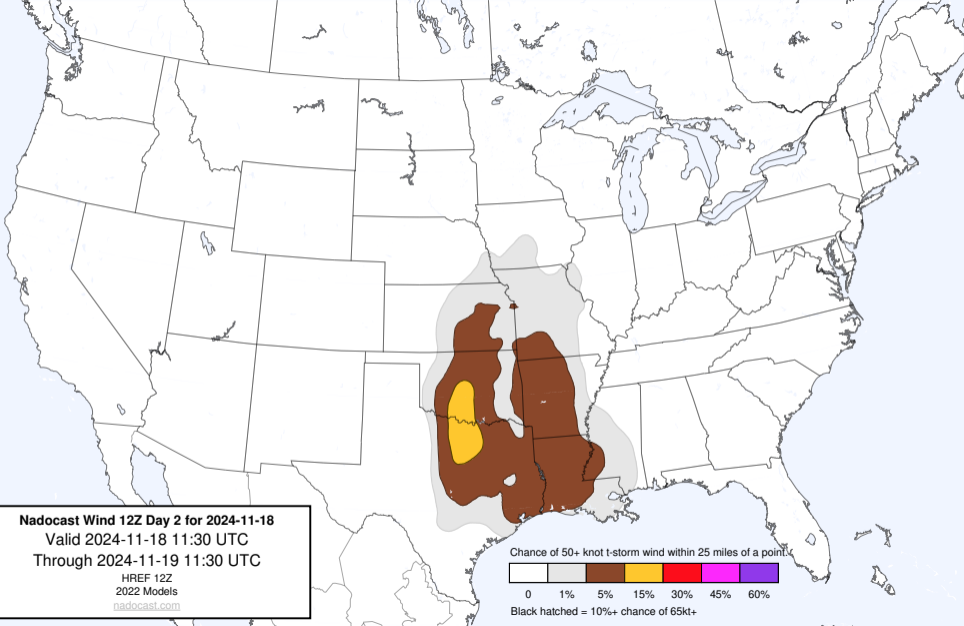 Nadocast Wind 12Z Day 2 for 2024-11-18
Valid 2024-11-18 11:30 UTC
Through 2024-11-19 11:30 UTC
HREF 12Z
2022 Models
nadocast.com
Chance of 50+ knot t-storm wind within 25 miles of a point.
0 1% 5% 15% 30% 45% 60%
Black hatched = 10%+ chance of 65kt+